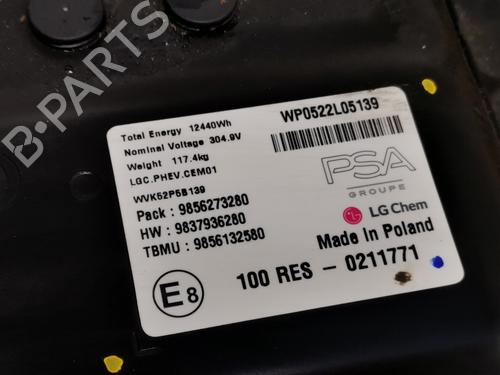 B-PARTS
Total Energy 12440Wh
Nominal Voltage 304.9V
Weight 117.4kg
LGC.PHEV.CEM01
WVK52P5B139
Pack : 9856273280
HW : 9837936280
TBMU : 9856132580
WP0522L05139
PSA
GROUPE
LG LG Chem
Made In Poland
E8
100 RES - 0211771